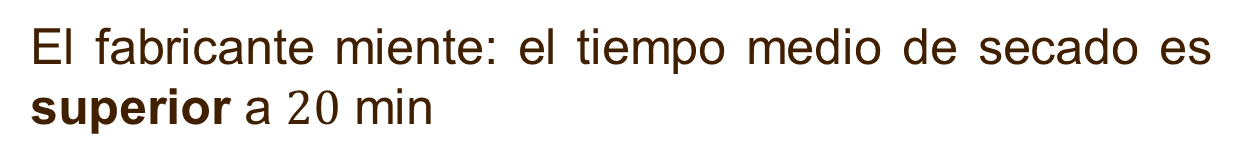 El fabricante miente: el tiempo medio de secado es
superior a 20 min